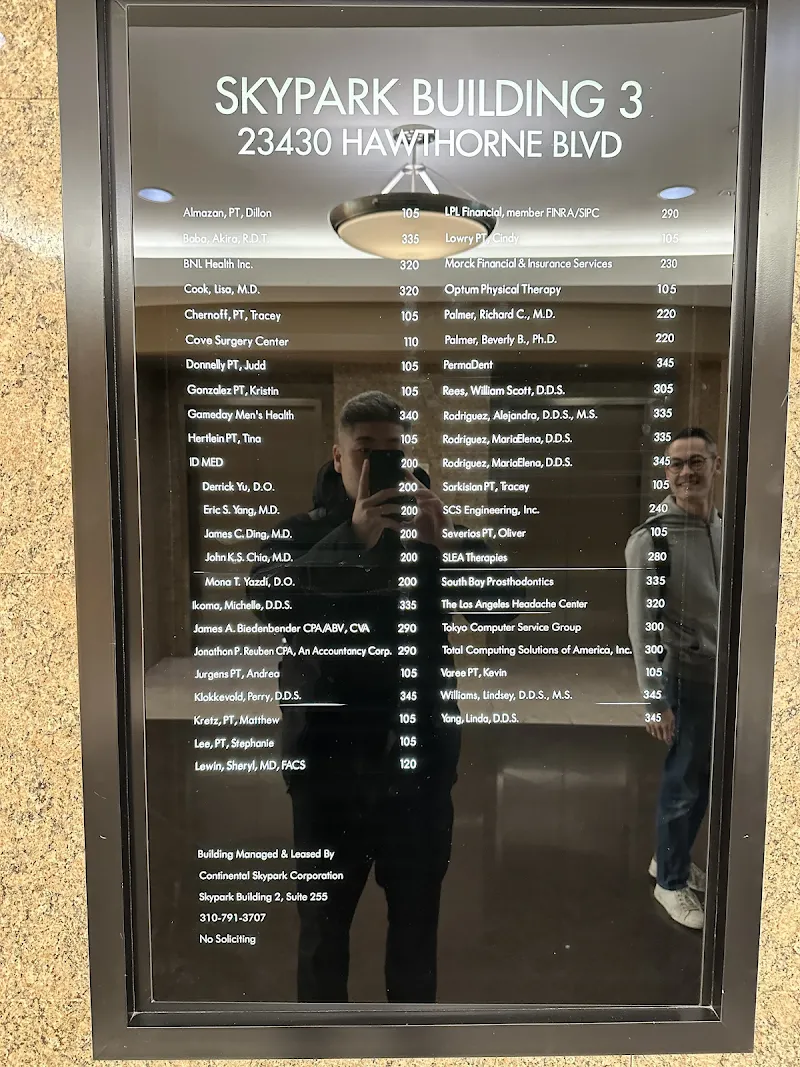 SKYPARK BUILDING 3
23430 HAWTHORNE BLVD
Almazan, PT, Dillon 105
Baba, Akira, R.D.T 335
BNL Health Inc. 320
Cook, Lisa, M.D. 320
Chernoff, PT, Tracey 105
Cove Surgery Center 110
Donnelly PT, Judd 105
Gonzalez PT, Kristin 105
Gameday Men's Health 340
Hertlein PT, Tina 105
ID MED 200
Derrick Yu, D.O. 200
Eric S. Yang, M.D. 200
James C. Ding, M.D. 200
John K.S. Chia, M.D. 200
Mona T. Yazdi, D.O. 200
Ikoma, Michelle, D.D.S. 335
James A. Biedenbender CPA/ABV, CVA 290
Jonathon P. Reuben CPA, An Accountancy Corp. 290
Jurgens PT, Andrea 105
Klokkevold, Perry, D.D.S. 345
Kretz, PT, Matthew 105
Lee, PT, Stephanie 105
Lewin, Sheryl, MD, FACS 120
LPL Financial, member FINRA/SIPC 290
Lowry PT, Cindy 105
Morck Financial & Insurance Services 230
Optum Physical Therapy 105
Palmer, Richard C., M.D. 220
Palmer, Beverly B., Ph.D. 220
PermaDent 345
Rees, William Scott, D.D.S. 305
Rodriguez, Alejandra, D.D.S., M.S. 335
Rodriguez, MariaElena, D.D.S. 335
Rodriguez, MariaElena, D.D.S. 345
Sarkisian PT, Tracey 105
SCS Engineering, Inc. 240
Severios PT, Oliver 105
SLEA Therapies 280
South Bay Prosthodontics 335
The Los Angeles Headache Center 320
Tokyo Computer Service Group 300
Total Computing Solutions of America, Inc. 300
Varee PT, Kevin 105
Williams, Lindsey, D.D.S., M.S. 345
Yang, Linda, D.D.S. 345
Building Managed & Leased By
Continental Skypark Corporation
Skypark Building 2, Suite 255
310-791-3707
No Soliciting